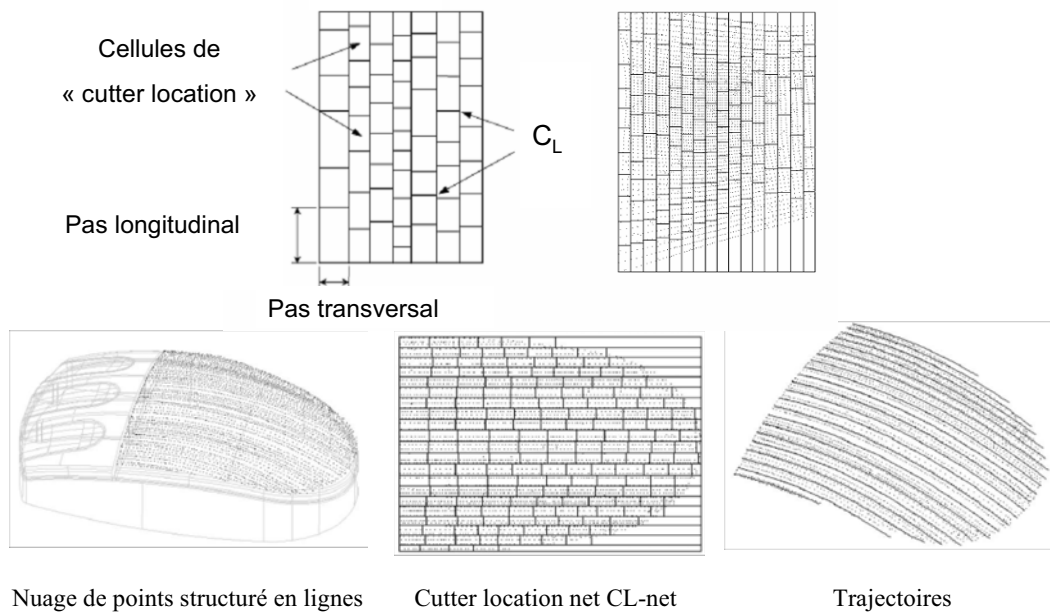 Cellules de
« cutter location »
C_L
Pas longitudinal
Pas transversal
Nuage de points structuré en lignes
Cutter location net CL-net
Trajectoires